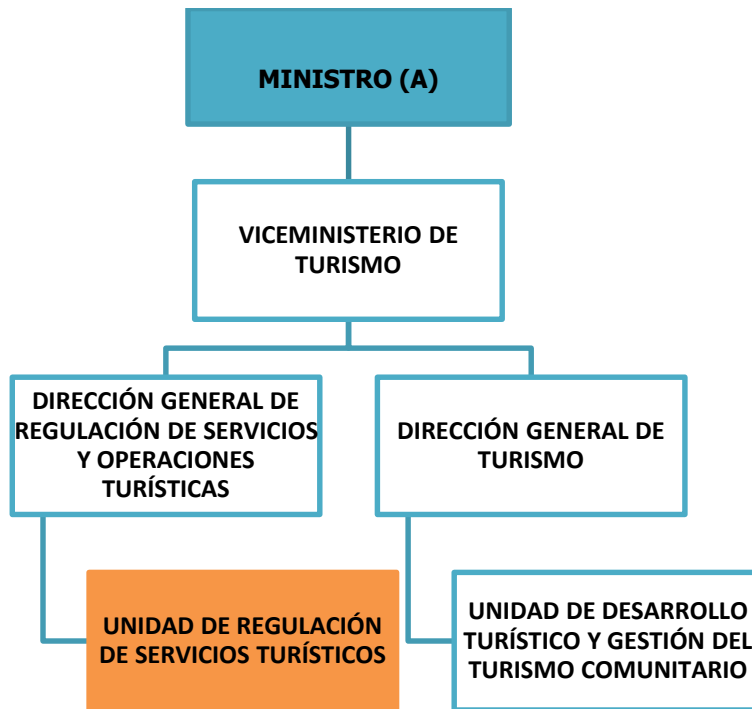 MINISTRO (A)
VICEMINISTERIO DE
TURISMO
DIRECCIÓN GENERAL DE
REGULACIÓN DE SERVICIOS
Y OPERACIONES
TURÍSTICAS
DIRECCIÓN GENERAL DE
TURISMO
UNIDAD DE REGULACIÓN
DE SERVICIOS TURÍSTICOS
UNIDAD DE DESARROLLO
TURÍSTICO Y GESTIÓN DEL
TURISMO COMUNITARIO